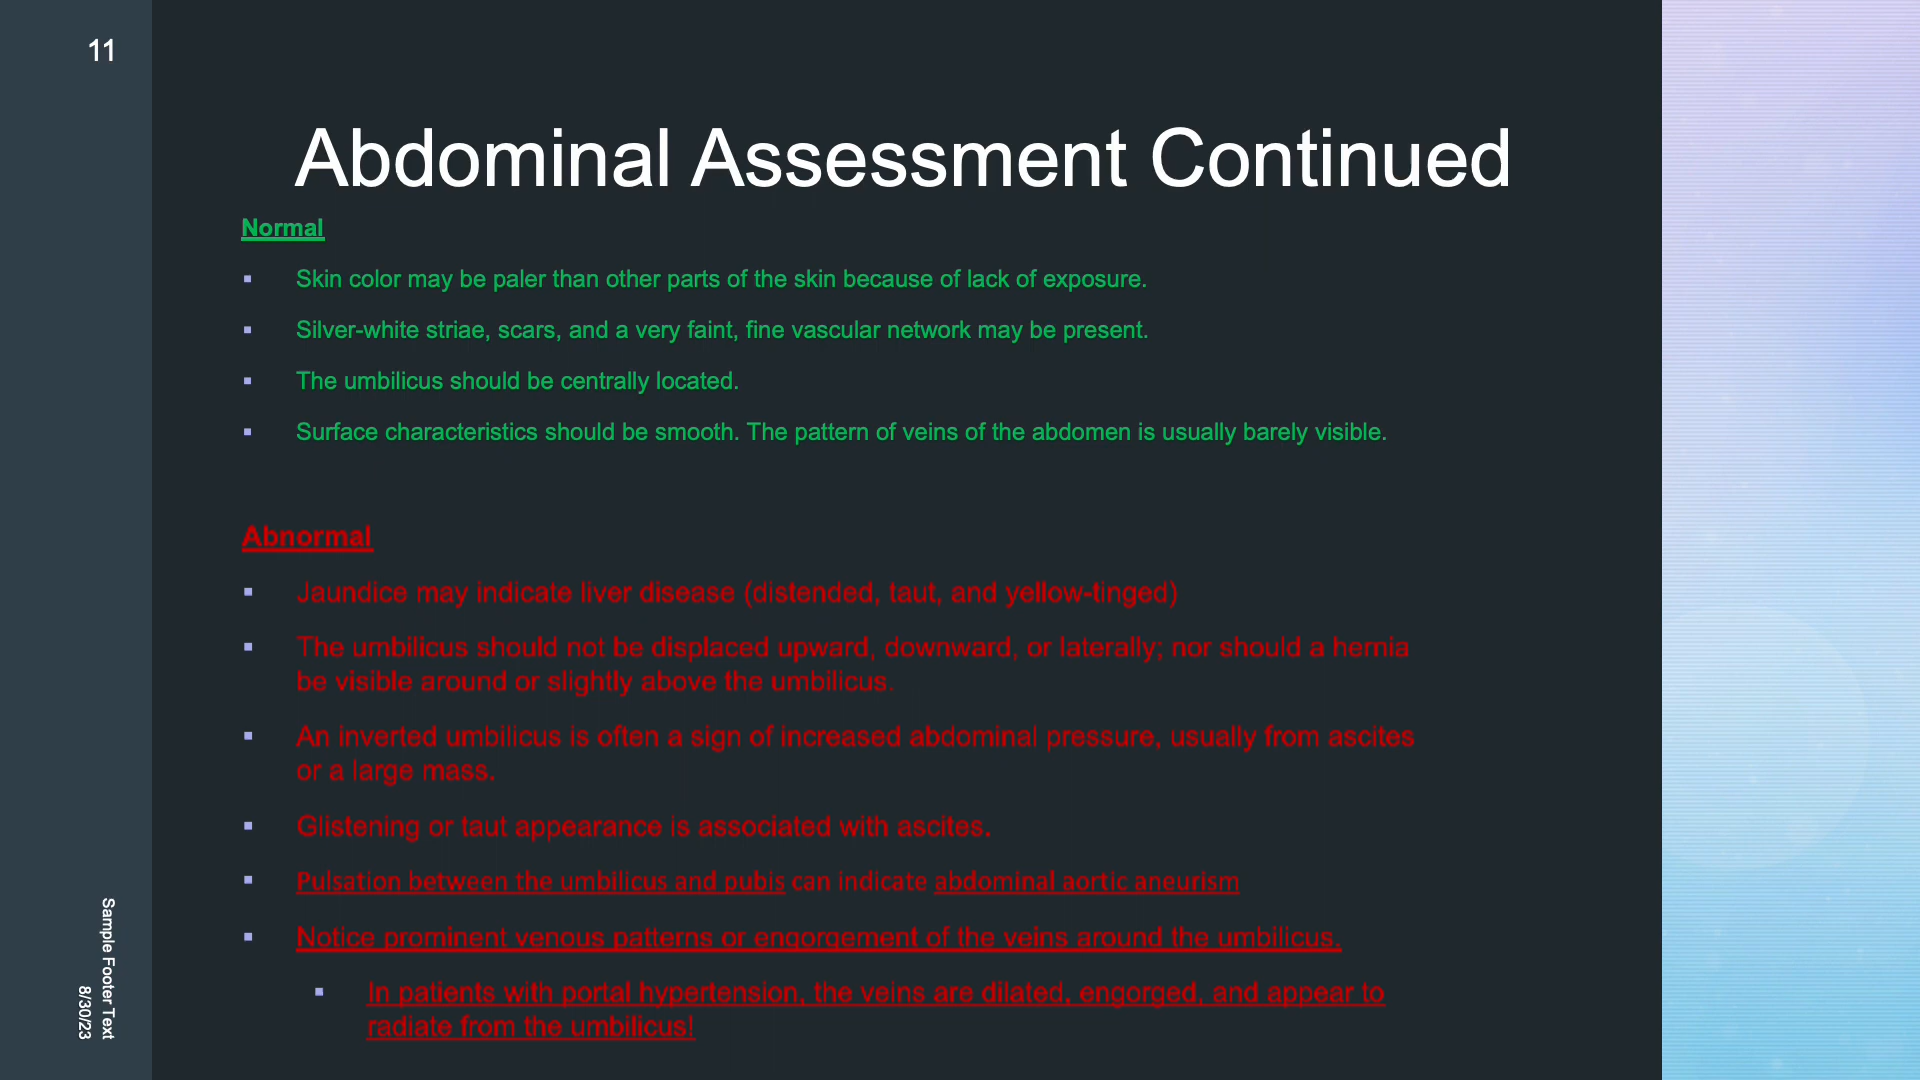 11
Abdominal Assessment Continued
Normal
▪ Skin color may be paler than other parts of the skin because of lack of exposure.
▪ Silver-white striae, scars, and a very faint, fine vascular network may be present.
▪ The umbilicus should be centrally located.
▪ Surface characteristics should be smooth. The pattern of veins of the abdomen is usually barely visible.
Abnormal
▪ Jaundice may indicate liver disease (distended, taut, and yellow-tinged)
▪ The umbilicus should not be displaced upward, downward, or laterally; nor should a hernia
be visible around or slightly above the umbilicus.
▪ An inverted umbilicus is often a sign of increased abdominal pressure, usually from ascites
or a large mass.
▪ Glistening or taut appearance is associated with ascites.
▪ Pulsation between the umbilicus and pubis can indicate abdominal aortic aneurism
▪ Notice prominent venous patterns or engorgement of the veins around the umbilicus.
▪ In patients with portal hypertension, the veins are dilated, engorged, and appear to
radiate from the umbilicus!
Sample Footer Text
8/30/23